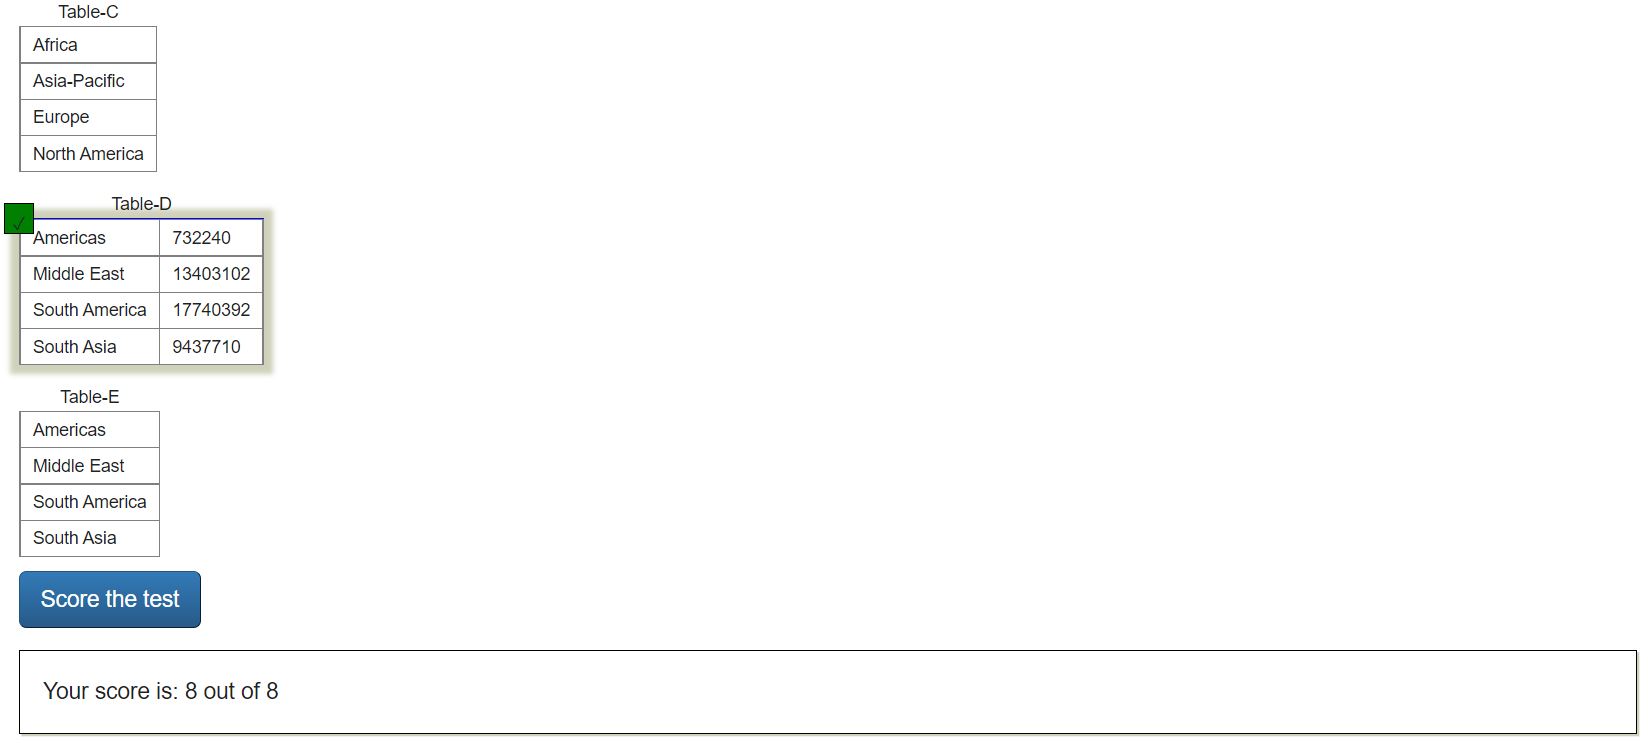 Table-C
Africa
Asia-Pacific
Europe
North America
Table-D
Americas 732240
Middle East 13403102
South America 17740392
South Asia 9437710
Table-E
Americas
Middle East
South America
South Asia
Score the test
Your score is: 8 out of 8